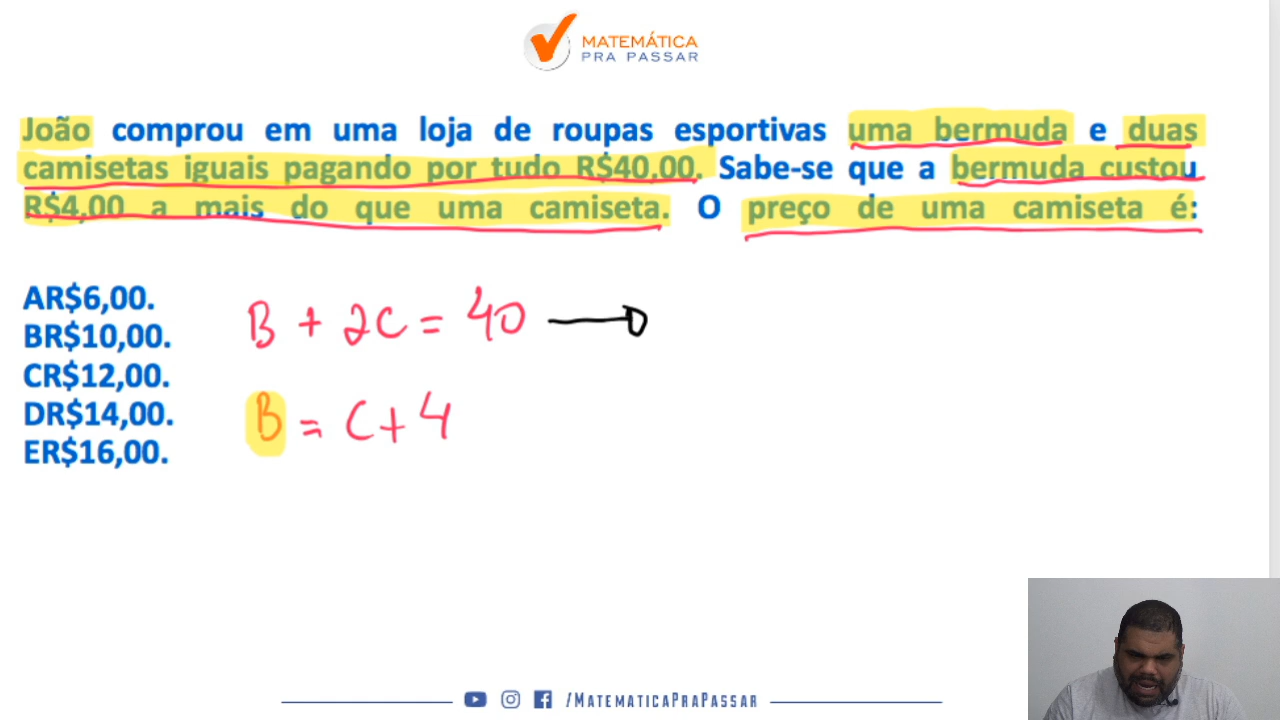 MATEMÁTICA
PRA PASSAR
João comprou em uma loja de roupas esportivas uma bermuda e duas
camisetas iguais pagando por tudo R$40,00. Sabe-se que a bermuda custou
R$4,00 a mais do que uma camiseta. O preço de uma camiseta é:
AR$6,00.
BR$10,00.
CR$12,00.
DR$14,00.
ER$16,00.
B + 2C = 40
B = C + 4
/MATEMATICAPRAPASSAR